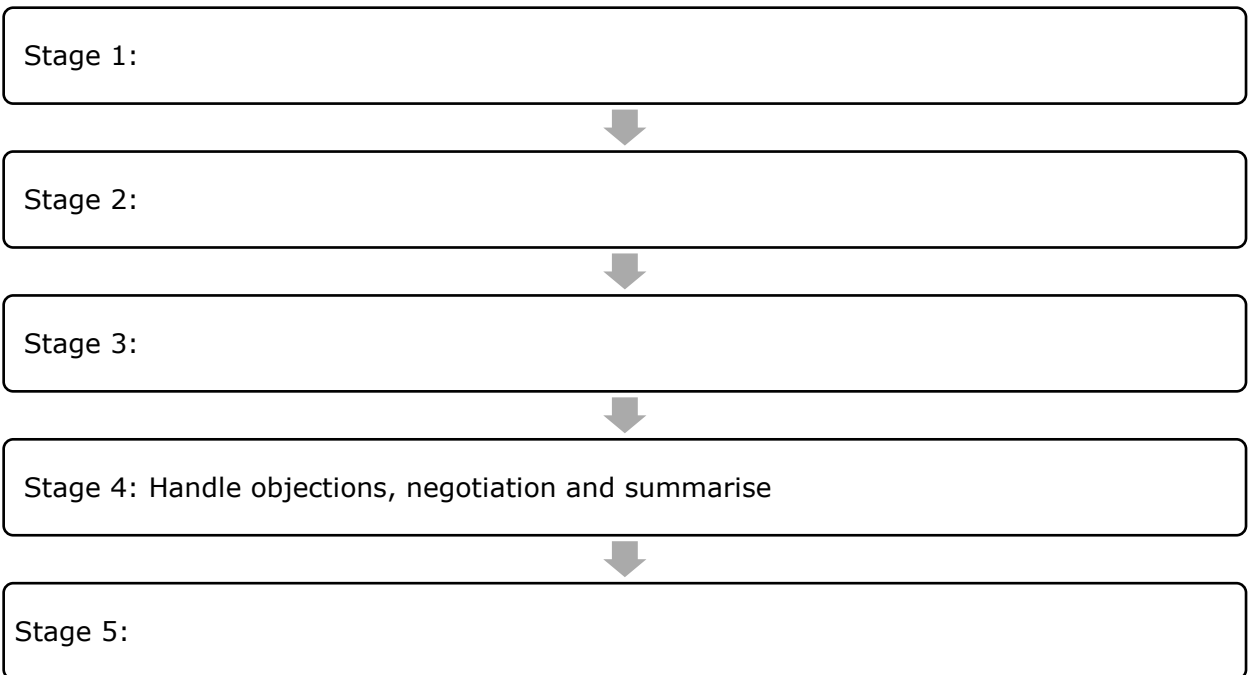 Stage 1:
Stage 2:
Stage 3:
Stage 4: Handle objections, negotiation and summarise
Stage 5: